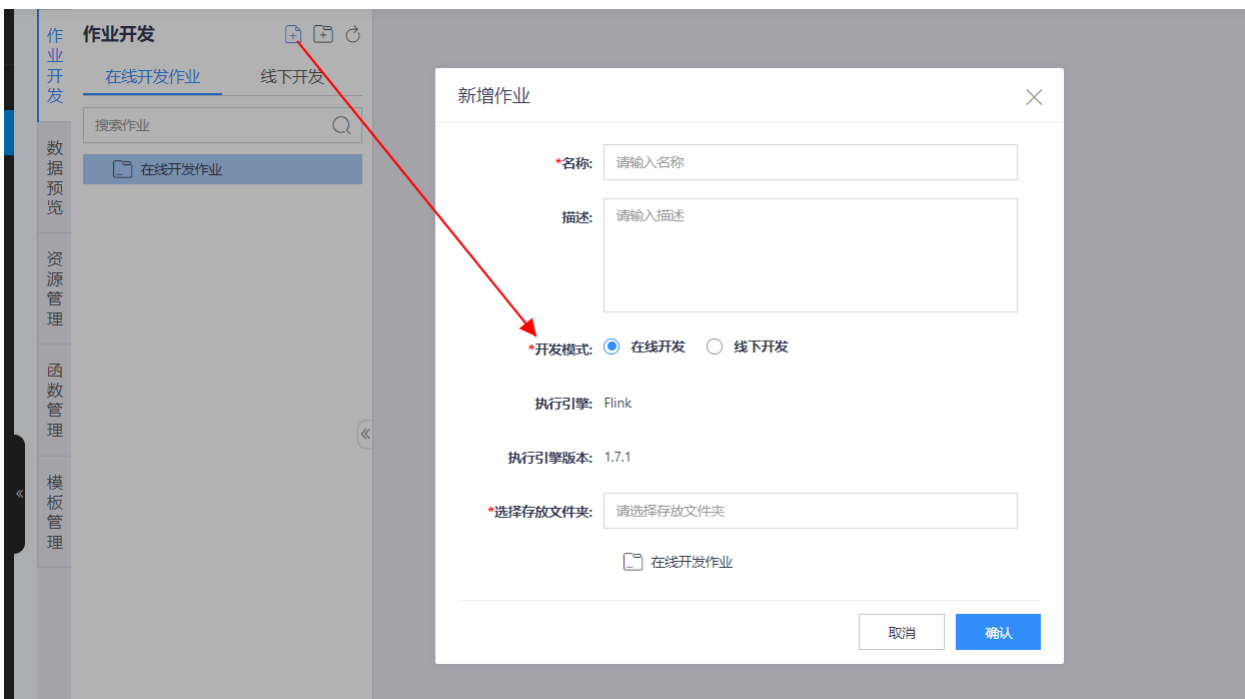 作业开发
数据预览
资源管理
函数管理
模板管理
作业开发
在线开发作业 线下开发
搜索作业
在线开发作业
新增作业
*名称: 请输入名称
描述: 请输入描述
*开发模式: 在线开发 线下开发
执行引擎: Flink
执行引擎版本: 1.7.1
*选择存放文件夹: 请选择存放文件夹
在线开发作业
取消 确认